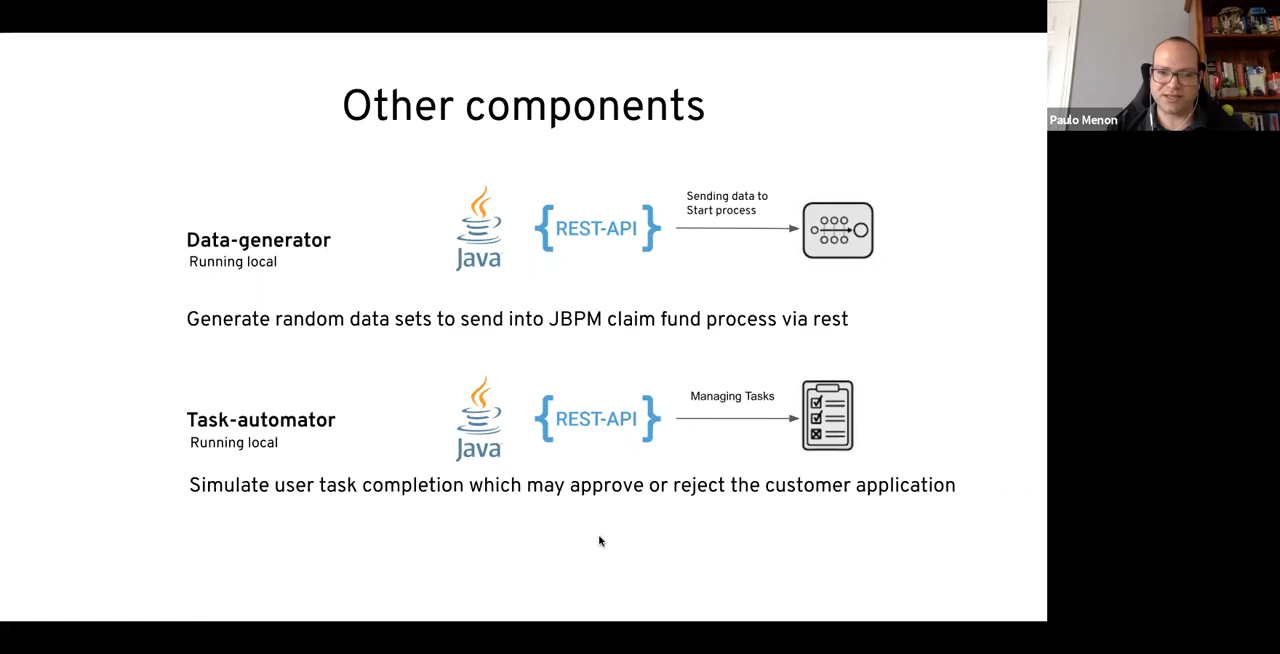 Other components
Paulo Menon
Data-generator
Running local
Java
{REST-API}
Sending data to
Start process
Generate random data sets to send into JBPM claim fund process via rest
Task-automator
Running local
Java
{REST-API}
Managing Tasks
Simulate user task completion which may approve or reject the customer application